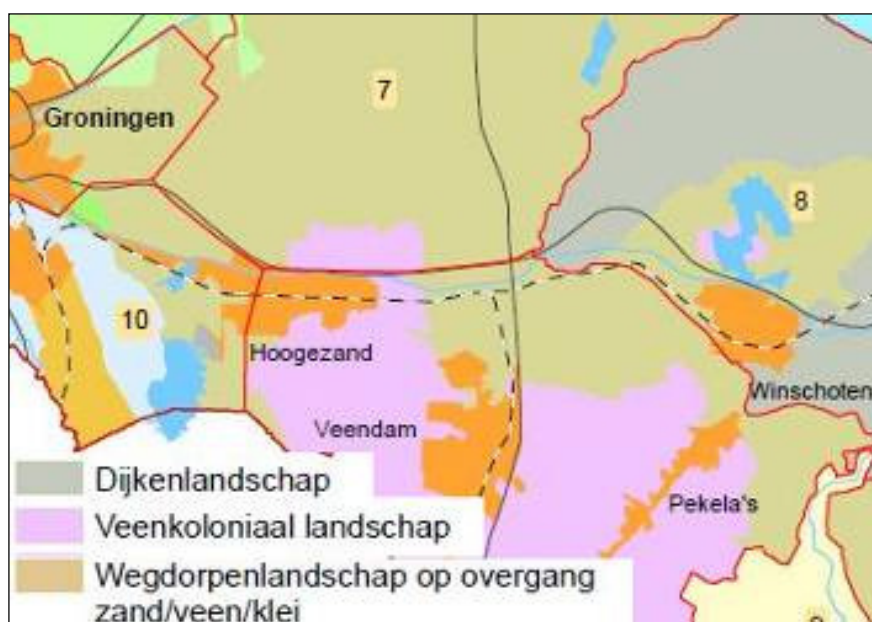 7
Groningen
8
10
Hoogezand
Winschoten
Veendam
Dijkenlandschap
Pekela's
Veenkoloniaal landschap
Wegdorpenlandschap op overgang
zand/veen/klei